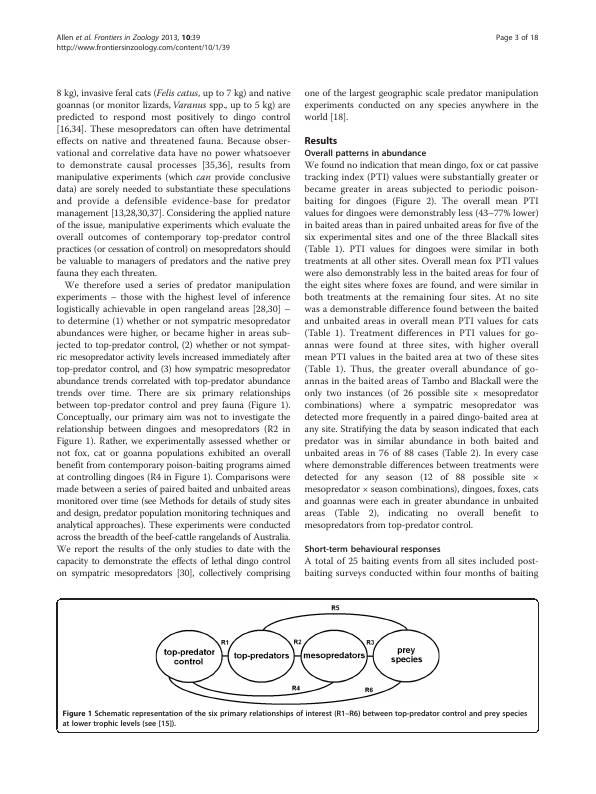 Allen et al. Frontiers in Zoology 2013, 10:39
http://www.frontiersinzoology.com/content/10/1/39
Page 3 of 18
8 kg), invasive feral cats (Felis catus, up to 7 kg) and native
goannas (or monitor lizards, Varanus spp., up to 5 kg) are
predicted to respond most positively to dingo control
[16,34]. These mesopredators can often have detrimental
effects on native and threatened fauna. Because obser-
vational and correlative data have no power whatsoever
to demonstrate causal processes [35,36], results from
manipulative experiments (which can provide conclusive
data) are sorely needed to substantiate these speculations
and provide a defensible evidence-base for predator
management [13,28,30,37]. Considering the applied nature
of the issue, manipulative experiments which evaluate the
overall outcomes of contemporary top-predator control
practices (or cessation of control) on mesopredators should
be valuable to managers of predators and the native prey
fauna they each threaten.
We therefore used a series of predator manipulation
experiments – those with the highest level of inference
logistically achievable in open rangeland areas [28,30] –
to determine (1) whether or not sympatric mesopredator
abundances were higher, or became higher in areas sub-
jected to top-predator control, (2) whether or not sympat-
ric mesopredator activity levels increased immediately after
top-predator control, and (3) how sympatric mesopredator
abundance trends correlated with top-predator abundance
trends over time. There are six primary relationships
between top-predator control and prey fauna (Figure 1).
Conceptually, our primary aim was not to investigate the
relationship between dingoes and mesopredators (R2 in
Figure 1). Rather, we experimentally assessed whether or
not fox, cat or goanna populations exhibited an overall
benefit from contemporary poison-baiting programs aimed
at controlling dingoes (R4 in Figure 1). Comparisons were
made between a series of paired baited and unbaited areas
monitored over time (see Methods for details of study sites
and design, predator population monitoring techniques and
analytical approaches). These experiments were conducted
across the breadth of the beef-cattle rangelands of Australia.
We report the results of the only studies to date with the
capacity to demonstrate the effects of lethal dingo control
on sympatric mesopredators [30], collectively comprising
one of the largest geographic scale predator manipulation
experiments conducted on any species anywhere in the
world [18].
Results
Overall patterns in abundance
We found no indication that mean dingo, fox or cat passive
tracking index (PTI) values were substantially greater or
became greater in areas subjected to periodic poison-
baiting for dingoes (Figure 2). The overall mean PTI
values for dingoes were demonstrably less (43–77% lower)
in baited areas than in paired unbaited areas for five of the
six experimental sites and one of the three Blackall sites
(Table 1). PTI values for dingoes were similar in both
treatments at all other sites. Overall mean fox PTI values
were also demonstrably less in the baited areas for four of
the eight sites where foxes are found, and were similar in
both treatments at the remaining four sites. At no site
was a demonstrable difference found between the baited
and unbaited areas in overall mean PTI values for cats
(Table 1). Treatment differences in PTI values for go-
annas were found at three sites, with higher overall
mean PTI values in the baited area at two of these sites
(Table 1). Thus, the greater overall abundance of go-
annas in the baited areas of Tambo and Blackall were the
only two instances (of 26 possible site × mesopredator
combinations) where a sympatric mesopredator was
detected more frequently in a paired dingo-baited area at
any site. Stratifying the data by season indicated that each
predator was in similar abundance in both baited and
unbaited areas in 76 of 88 cases (Table 2). In every case
where demonstrable differences between treatments were
detected for any season (12 of 88 possible site ×
mesopredator × season combinations), dingoes, foxes, cats
and goannas were each in greater abundance in unbaited
areas (Table 2), indicating no overall benefit to
mesopredators from top-predator control.
Short-term behavioural responses
A total of 25 baiting events from all sites included post-
baiting surveys conducted within four months of baiting
R5
R1
R2
R3
top-predator
control
top-predators
mesopredators
prey
species
R4
R6
Figure 1 Schematic representation of the six primary relationships of interest (R1–R6) between top-predator control and prey species
at lower trophic levels (see [15]).